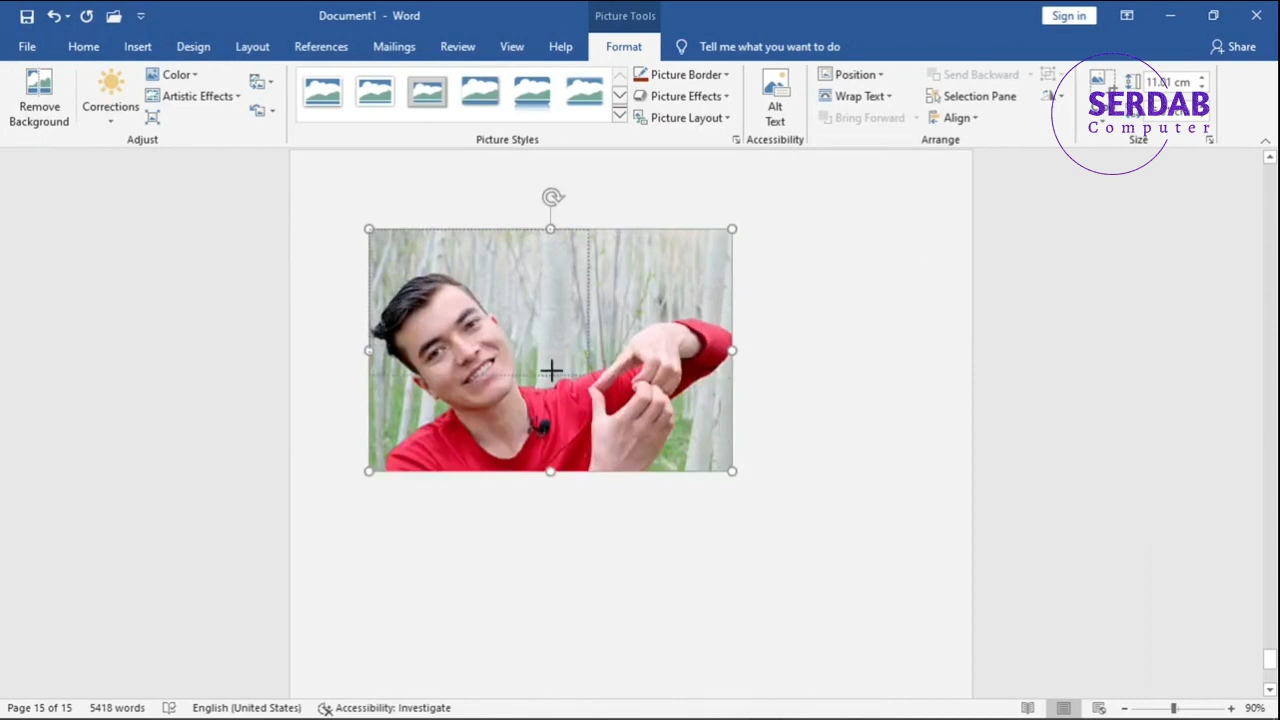 Document1 - Word
Picture Tools
Sign in
File
Home
Insert
Design
Layout
References
Mailings
Review
View
Help
Format
Tell me what you want to do
Share
Remove Background
Corrections
Color
Artistic Effects
Adjust
Picture Border
Picture Effects
Picture Layout
Picture Styles
Alt Text
Accessibility
Position
Wrap Text
Bring Forward
Send Backward
Selection Pane
Align
Arrange
11.01 cm
Size
SERDAB
Computer
Page 15 of 15
5418 words
English (United States)
Accessibility: Investigate
90%